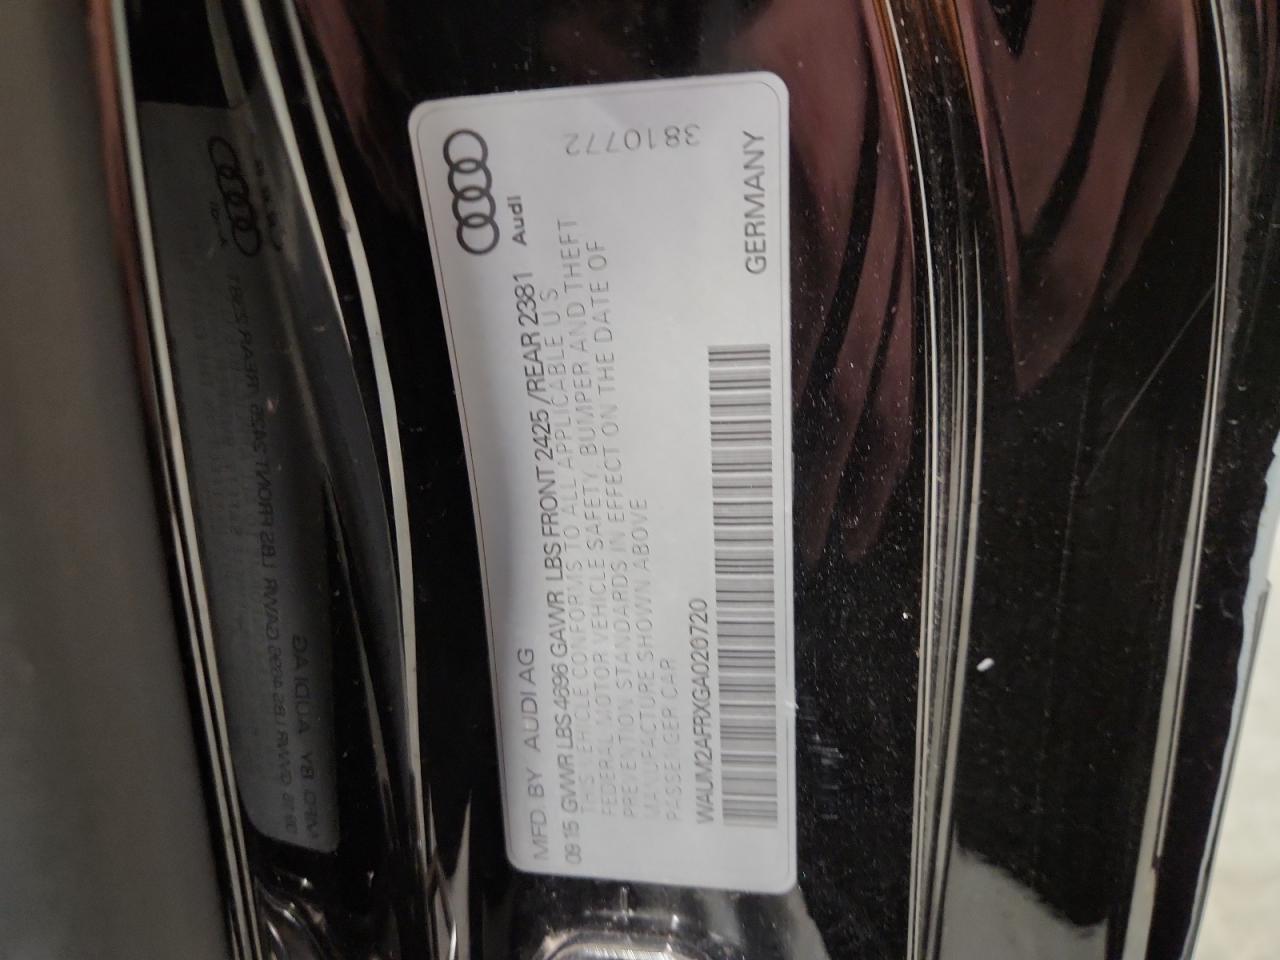 MFD. BY AUDI AG
09 15 GVWR LBS 4696 GAWR LBS FRONT 2425 /REAR 2381
THIS VEHICLE CONFORMS TO ALL APPLICABLE U S
FEDERAL MOTOR VEHICLE SAFETY, BUMPER AND THEFT
PREVENTION STANDARDS IN EFFECT ON THE DATE OF
MANUFACTURE SHOWN ABOVE
PASSENGER CAR
WAUM2AFRXGA020720
Audi
3810772
GERMANY